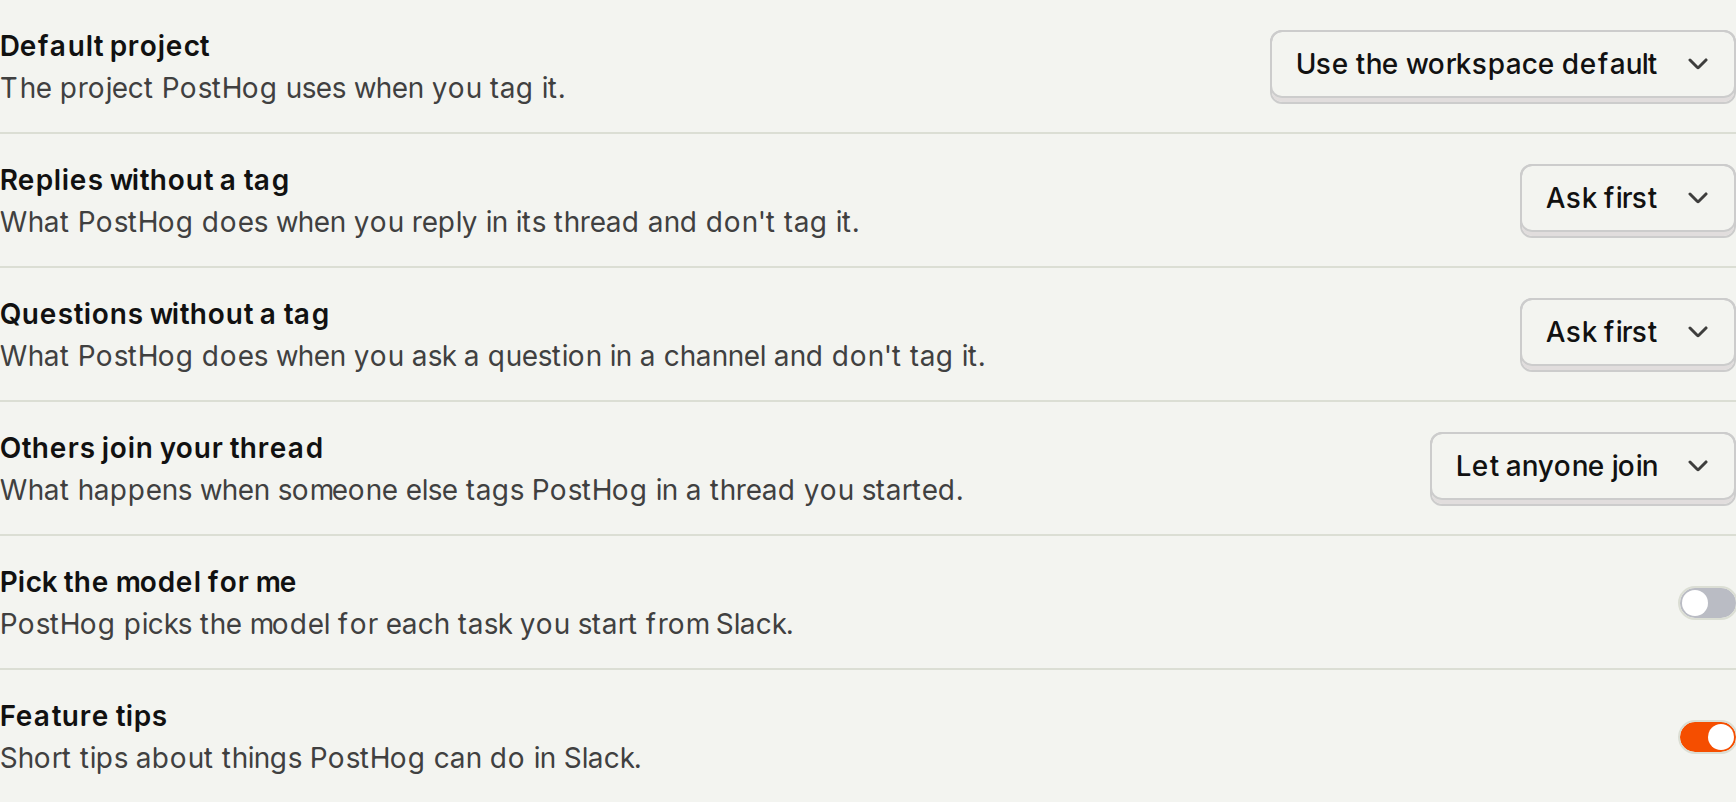 Default project
The project PostHog uses when you tag it.
Use the workspace default
Replies without a tag
What PostHog does when you reply in its thread and don't tag it.
Ask first
Questions without a tag
What PostHog does when you ask a question in a channel and don't tag it.
Ask first
Others join your thread
What happens when someone else tags PostHog in a thread you started.
Let anyone join
Pick the model for me
PostHog picks the model for each task you start from Slack.
Feature tips
Short tips about things PostHog can do in Slack.